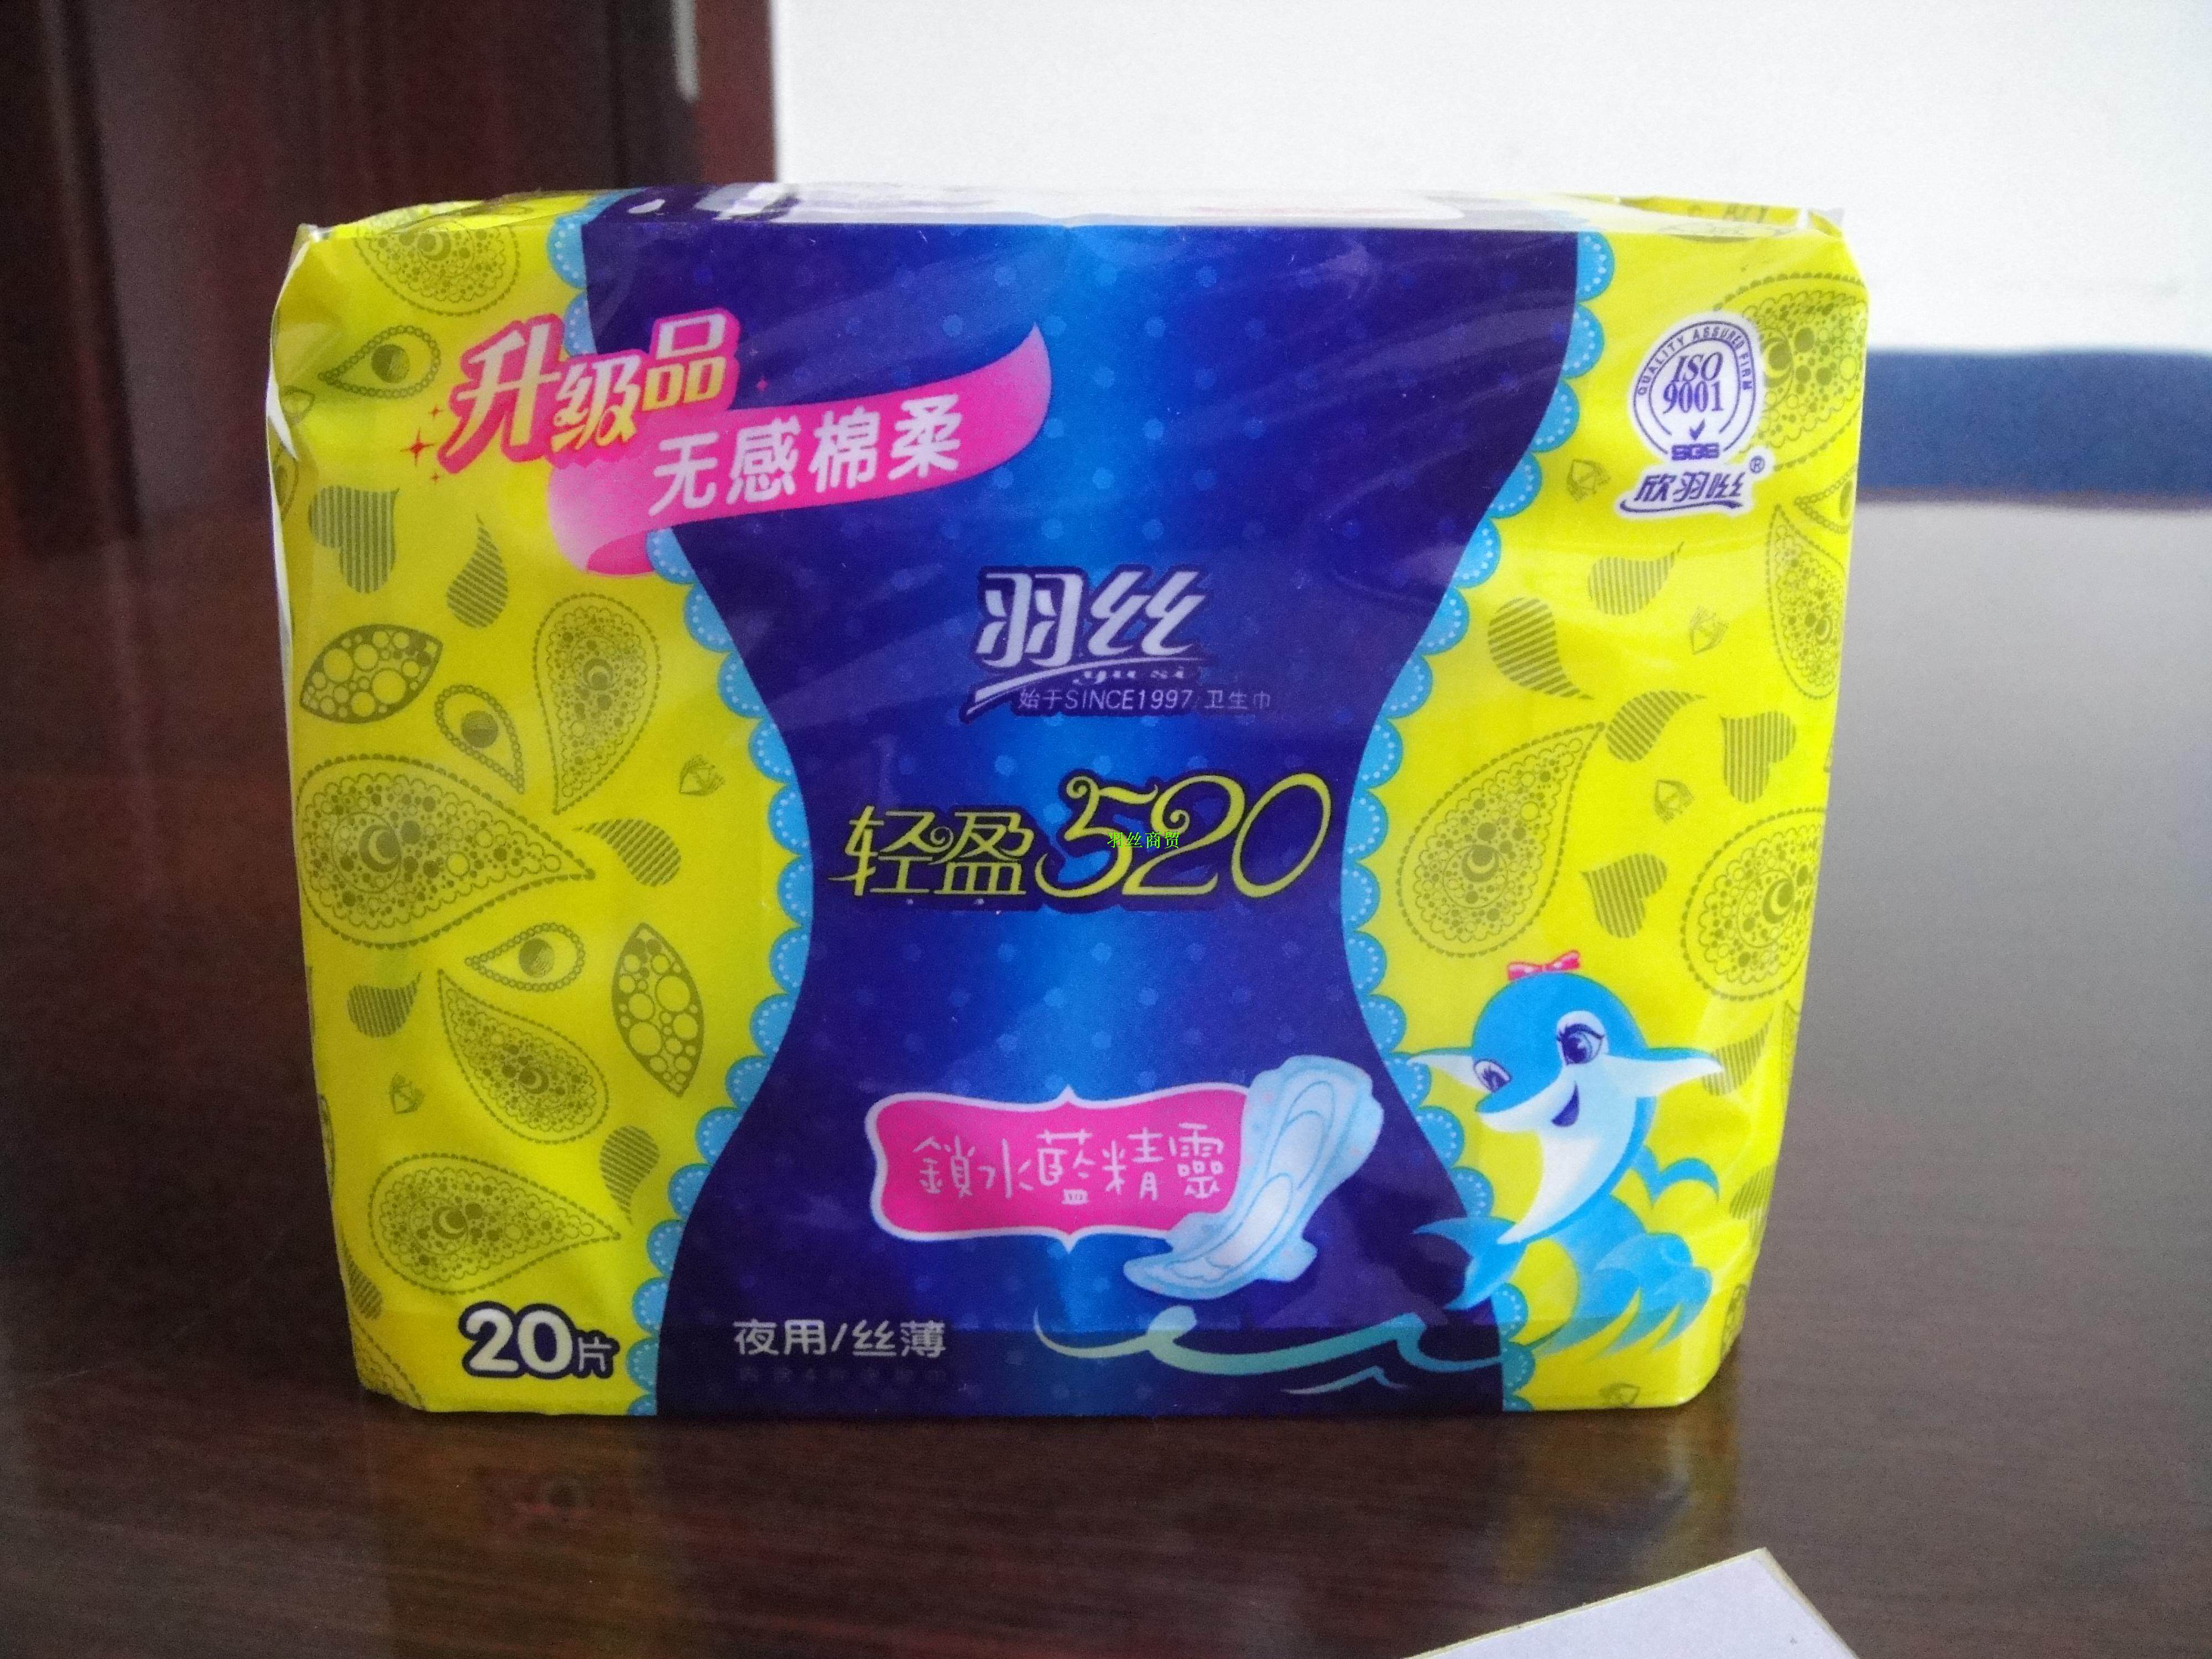 升级品
无感棉柔
QUALITY ASSURED FIRM
ISO
9001
SGS
欣羽丝®
羽丝
yu si
始于SINCE1997 卫生巾
轻盈520
羽丝商贸
鎖水藍精靈
20片
夜用/丝薄